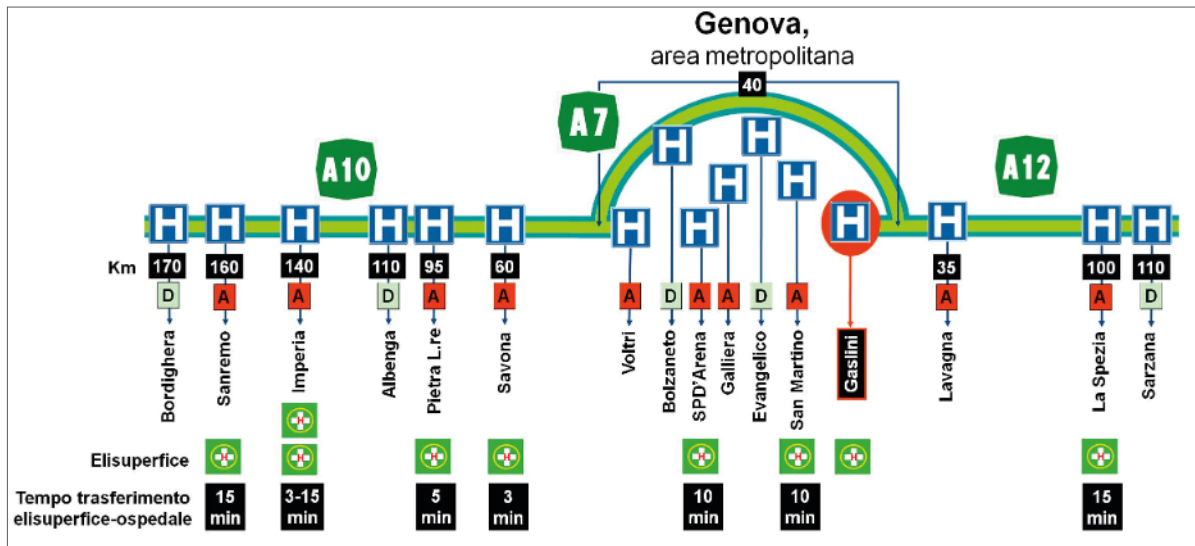 Genova,
area metropolitana
40
A7
A10
A12
H H H H H H H H H H H H H H H H
Km 170 160 140 110 95 60 35 100 110
D A A D A A A D A A D A A A D
Bordighera
Sanremo
Imperia
Albenga
Pietra L.re
Savona
Voltri
Bolzaneto
SPD'Arena
Galliera
Evangelico
San Martino
Gaslini
Lavagna
La Spezia
Sarzana
H
Elisuperfice H H H H H H H H
Tempo trasferimento
elisuperfice-ospedale
15
min
3-15
min
5
min
3
min
10
min
10
min
15
min